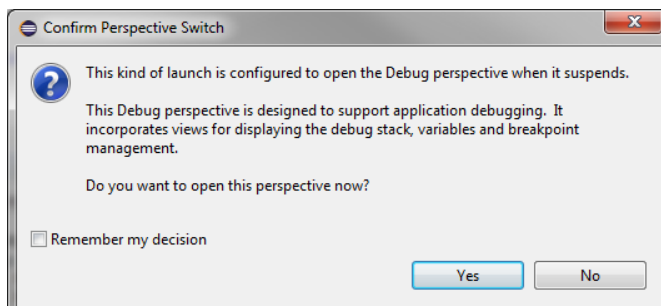 Confirm Perspective Switch
This kind of launch is configured to open the Debug perspective when it suspends.
This Debug perspective is designed to support application debugging. It
incorporates views for displaying the debug stack, variables and breakpoint
management.
Do you want to open this perspective now?
Remember my decision
Yes No